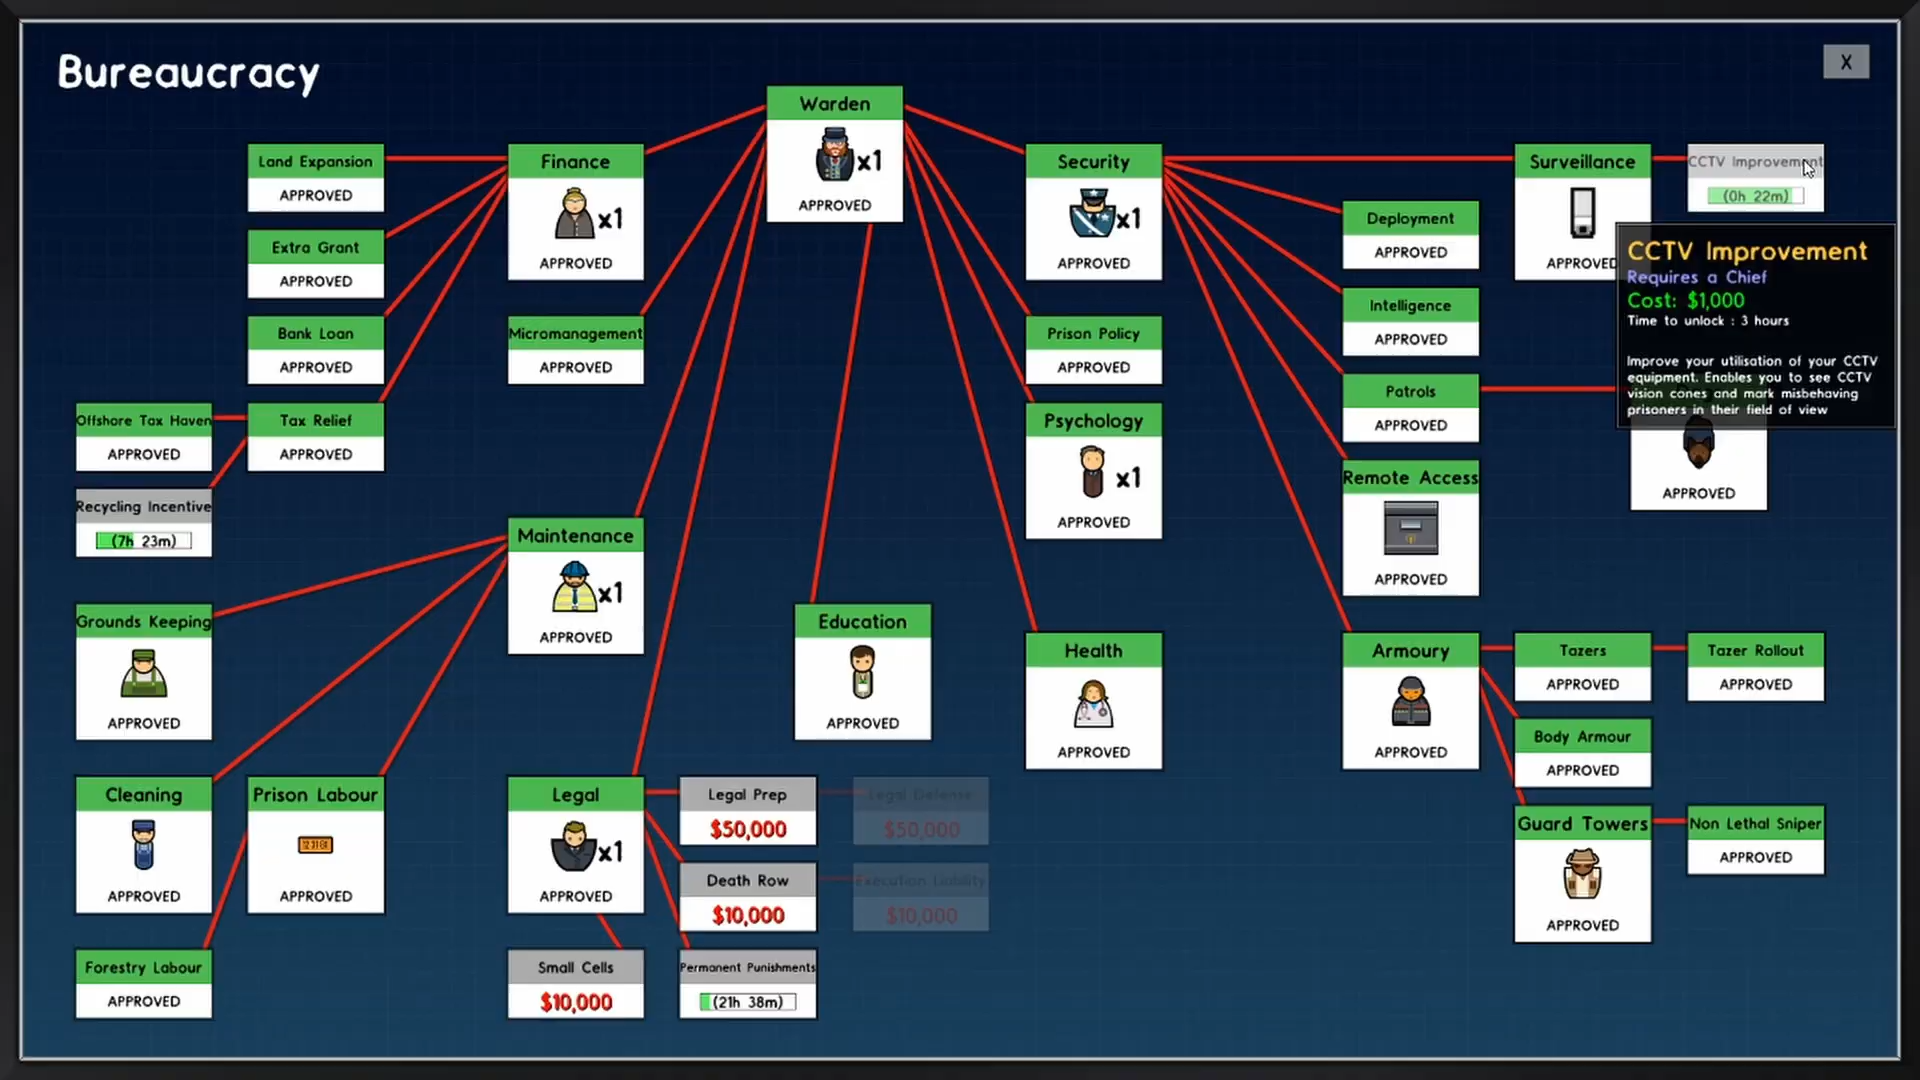 Bureaucracy
X
Warden
x1
APPROVED
Land Expansion
APPROVED
Finance
x1
APPROVED
Security
x1
APPROVED
Surveillance
APPROVED
CCTV Improvement
(0h 22m)
Extra Grant
APPROVED
Deployment
APPROVED
CCTV Improvement
Requires a Chief
Cost: $1,000
Time to unlock : 3 hours
Improve your utilisation of your CCTV
equipment. Enables you to see CCTV
vision cones and mark misbehaving
prisoners in their field of view
Bank Loan
APPROVED
Micromanagement
APPROVED
Prison Policy
APPROVED
Intelligence
APPROVED
Offshore Tax Haven
APPROVED
Tax Relief
APPROVED
Psychology
x1
APPROVED
Patrols
APPROVED
APPROVED
Recycling Incentive
(7h 23m)
Maintenance
x1
APPROVED
Remote Access
APPROVED
Grounds Keeping
APPROVED
Education
APPROVED
Health
APPROVED
Armoury
APPROVED
Tazers
APPROVED
Tazer Rollout
APPROVED
Body Armour
APPROVED
Cleaning
APPROVED
Prison Labour
APPROVED
Legal
x1
APPROVED
Legal Prep
$50,000
Legal Defense
$50,000
Death Row
$10,000
Execution Liability
$10,000
Guard Towers
APPROVED
Non Lethal Sniper
APPROVED
Forestry Labour
APPROVED
Small Cells
$10,000
Permanent Punishments
(21h 38m)